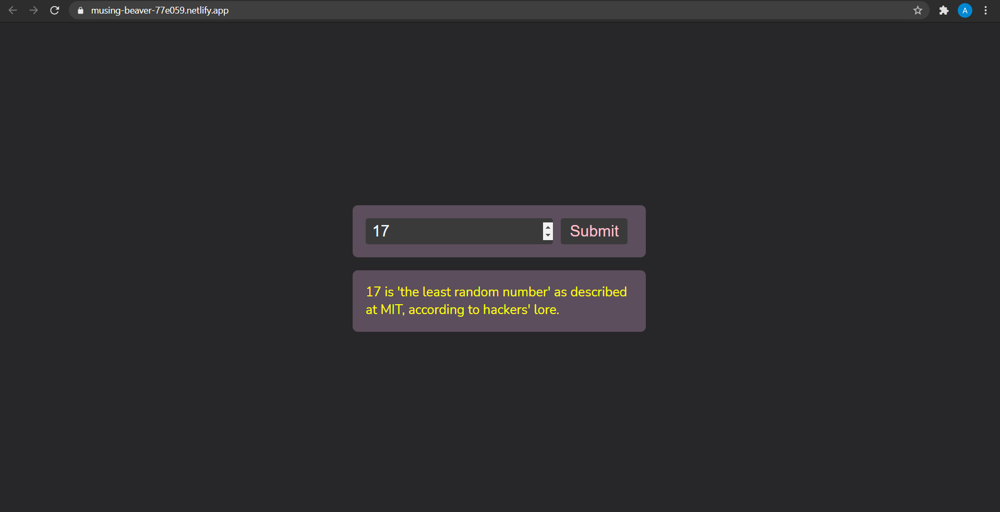 musing-beaver-77e059.netlify.app
A
17
Submit
17 is 'the least random number' as described
at MIT, according to hackers' lore.